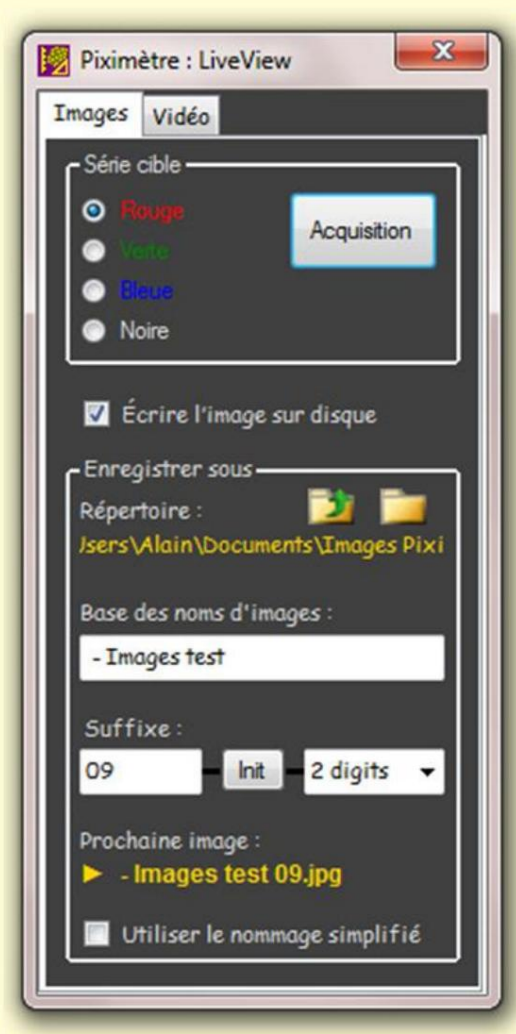 Piximètre : LiveView
Images Vidéo
Série cible
Rouge
Acquisition
Verte
Bleue
Noire
Écrire l'image sur disque
Enregistrer sous
Répertoire :
Jsers\Alain\Documents\Images Pixi
Base des noms d'images :
- Images test
Suffixe :
09 Init 2 digits
Prochaine image :
► - Images test 09.jpg
Utiliser le nommage simplifié